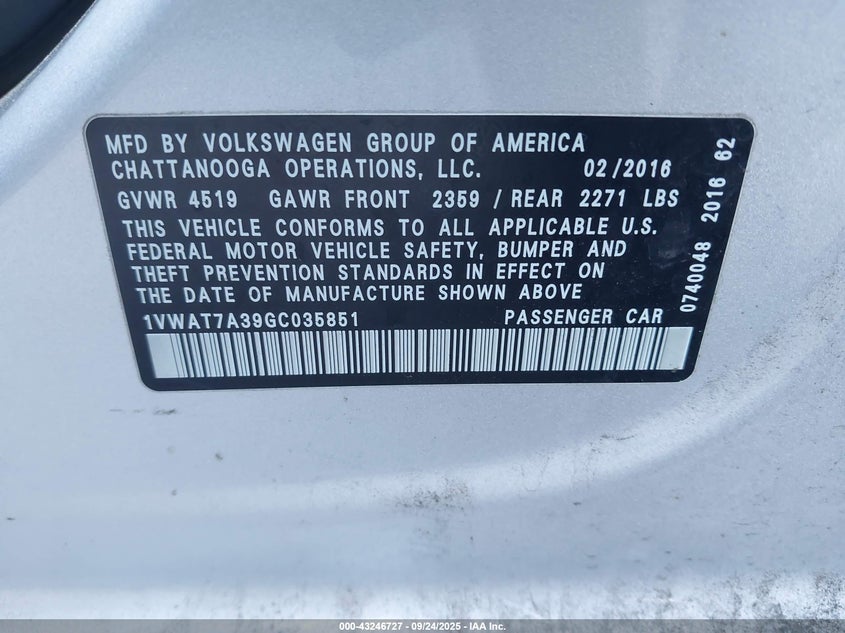 MFD BY VOLKSWAGEN GROUP OF AMERICA
CHATTANOOGA OPERATIONS, LLC. 02/2016
GVWR 4519 GAWR FRONT 2359 / REAR 2271 LBS
THIS VEHICLE CONFORMS TO ALL APPLICABLE U.S.
FEDERAL MOTOR VEHICLE SAFETY, BUMPER AND
THEFT PREVENTION STANDARDS IN EFFECT ON
THE DATE OF MANUFACTURE SHOWN ABOVE
1VWAT7A39GC035851 PASSENGER CAR
0740048 2016 62
000-43246727 - 09/24/2025 - IAA Inc.